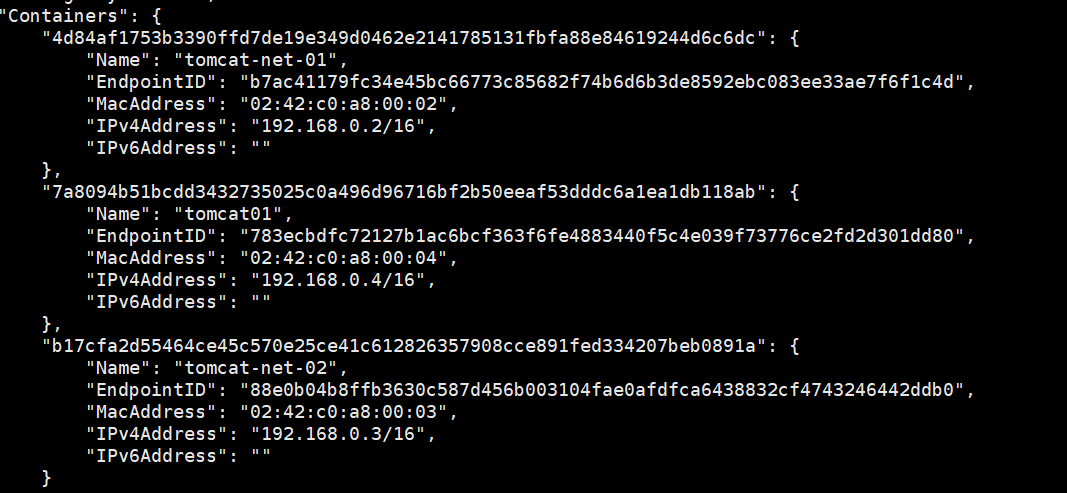 "Containers": {
"4d84af1753b3390ffd7de19e349d0462e2141785131fbfa88e84619244d6c6dc": {
"Name": "tomcat-net-01",
"EndpointID": "b7ac41179fc34e45bc66773c85682f74b6d6b3de8592ebc083ee33ae7f6f1c4d",
"MacAddress": "02:42:c0:a8:00:02",
"IPv4Address": "192.168.0.2/16",
"IPv6Address": ""
},
"7a8094b51bcdd3432735025c0a496d96716bf2b50eeaf53dddc6a1ea1db118ab": {
"Name": "tomcat01",
"EndpointID": "783ecbdfc72127b1ac6bcf363f6fe4883440f5c4e039f73776ce2fd2d301dd80",
"MacAddress": "02:42:c0:a8:00:04",
"IPv4Address": "192.168.0.4/16",
"IPv6Address": ""
},
"b17cfa2d55464ce45c570e25ce41c612826357908cce891fed334207beb0891a": {
"Name": "tomcat-net-02",
"EndpointID": "88e0b04b8ffb3630c587d456b003104fae0afdfca6438832cf4743246442ddb0",
"MacAddress": "02:42:c0:a8:00:03",
"IPv4Address": "192.168.0.3/16",
"IPv6Address": ""
}